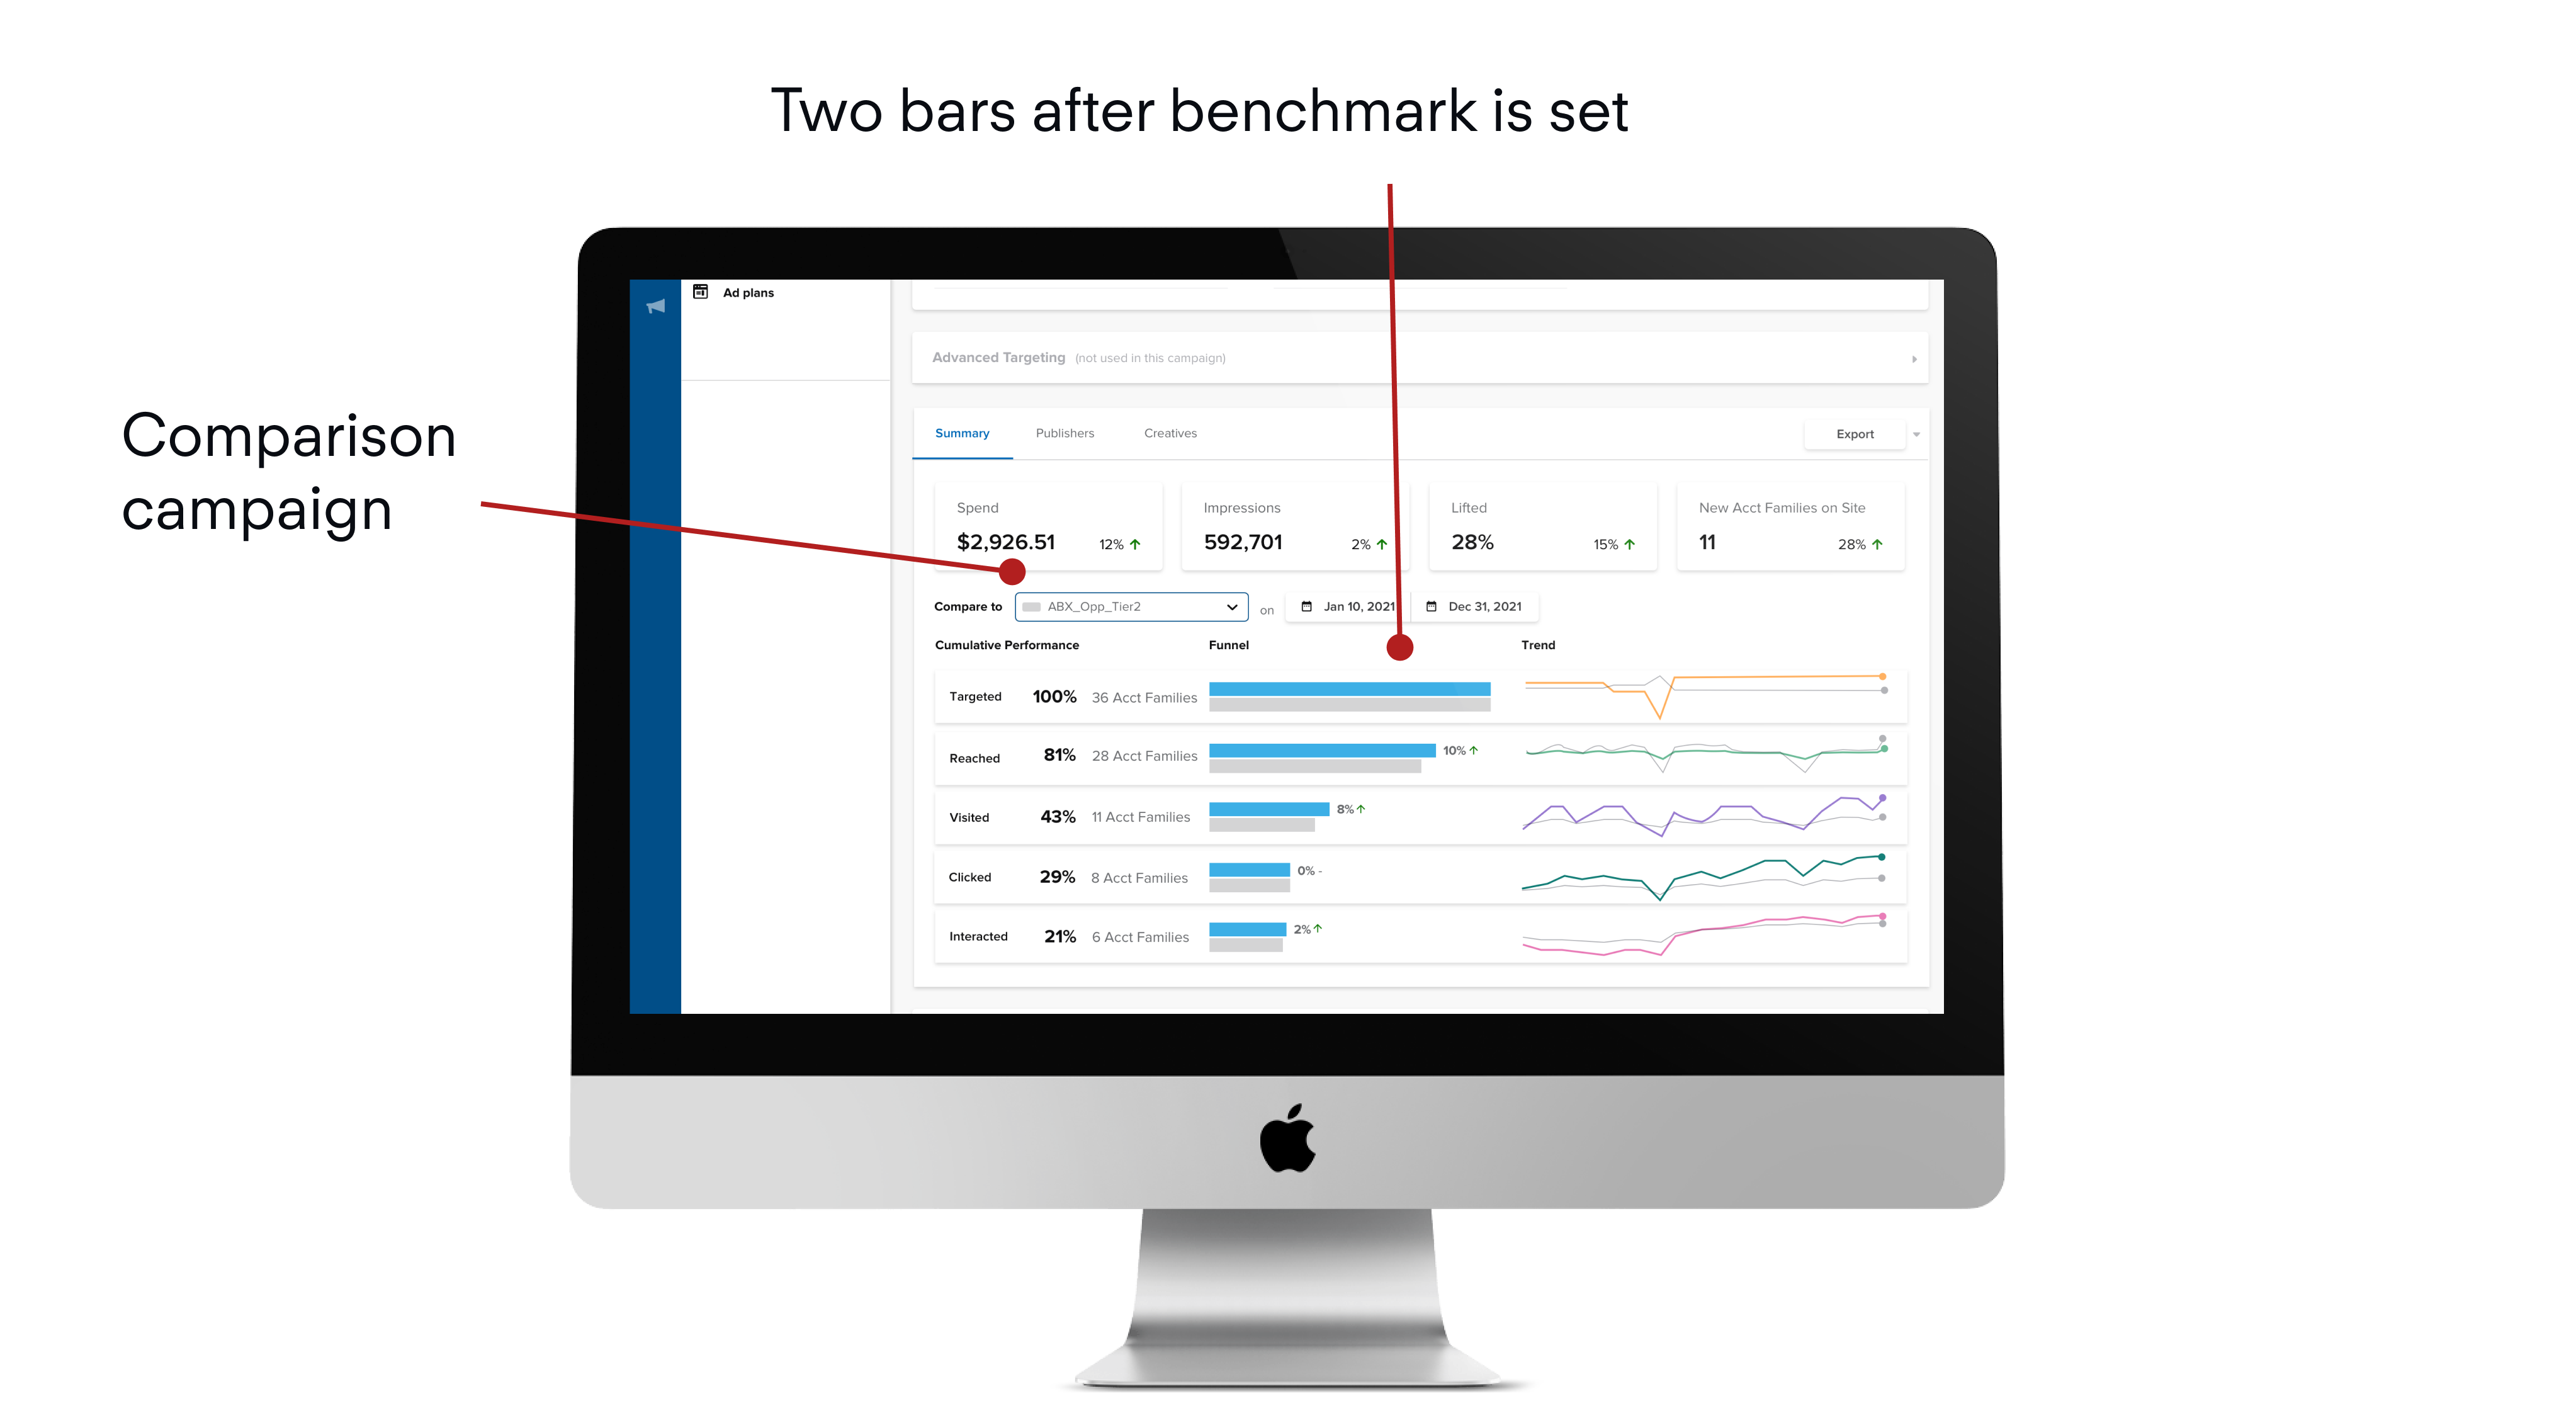 Two bars after benchmark is set
Comparison
campaign
Ad plans
Advanced Targeting (not used in this campaign)
Summary Publishers Creatives Export
Spend Impressions Lifted New Acct Families on Site
$2,926.51 12% 592,701 2% 28% 15% 11 28%
Compare to ABX_Opp_Tier2 on Jan 10, 2021 Dec 31, 2021
Cumulative Performance Funnel Trend
Targeted 100% 36 Acct Families
Reached 81% 28 Acct Families 10%
Visited 43% 11 Acct Families 8%
Clicked 29% 8 Acct Families 0% -
Interacted 21% 6 Acct Families 2%